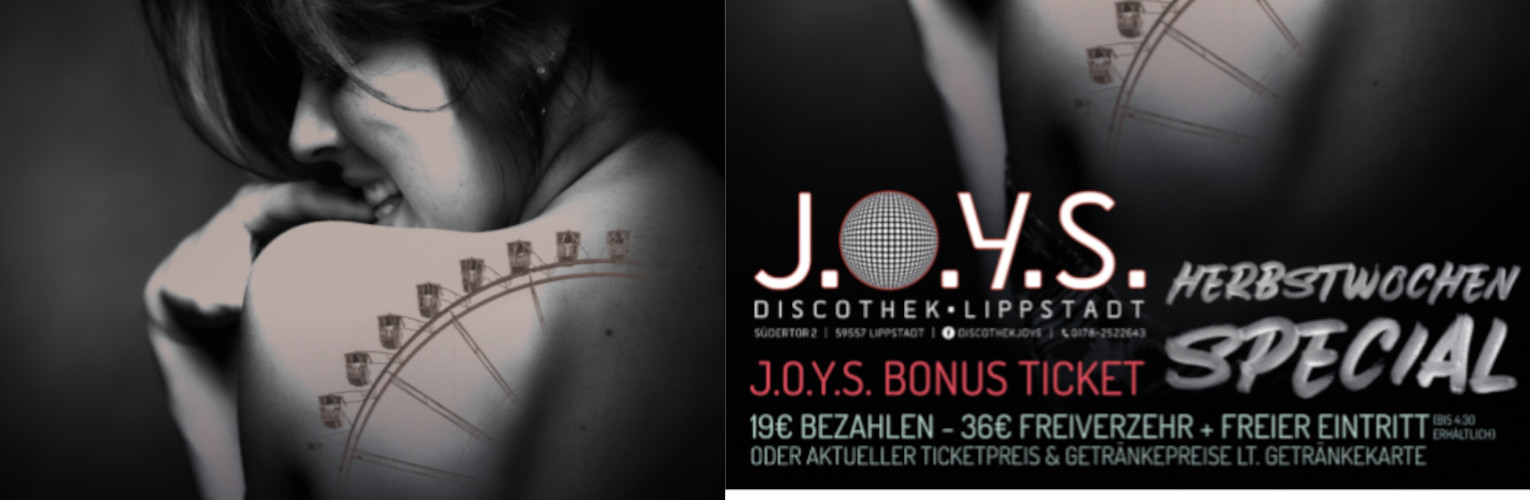 J.O.Y.S.
DISCOTHEK • LIPPSTADT
SÜDERTOR 2 | 59557 LIPPSTADT | DISCOTHEKJOYS | 0178-2522643
HERBSTWOCHEN
SPECIAL
J.O.Y.S. BONUS TICKET
19€ BEZAHLEN - 36€ FREIVERZEHR + FREIER EINTRITT (BIS 4:30 ERHÄLTLICH)
ODER AKTUELLER TICKETPREIS & GETRÄNKEPREISE LT. GETRÄNKEKARTE